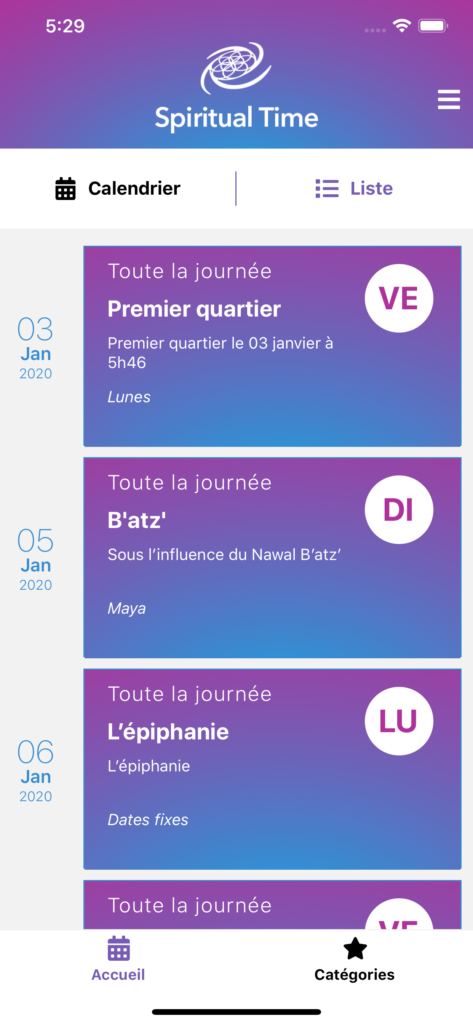 5:29
Spiritual Time
Calendrier
Liste
03
Jan
2020
Toute la journée
VE
Premier quartier
Premier quartier le 03 janvier à
5h46
Lunes
05
Jan
2020
Toute la journée
DI
B'atz'
Sous l’influence du Nawal B’atz’
Maya
06
Jan
2020
Toute la journée
LU
L’épiphanie
L’épiphanie
Dates fixes
Toute la journée
VE
Accueil
Catégories